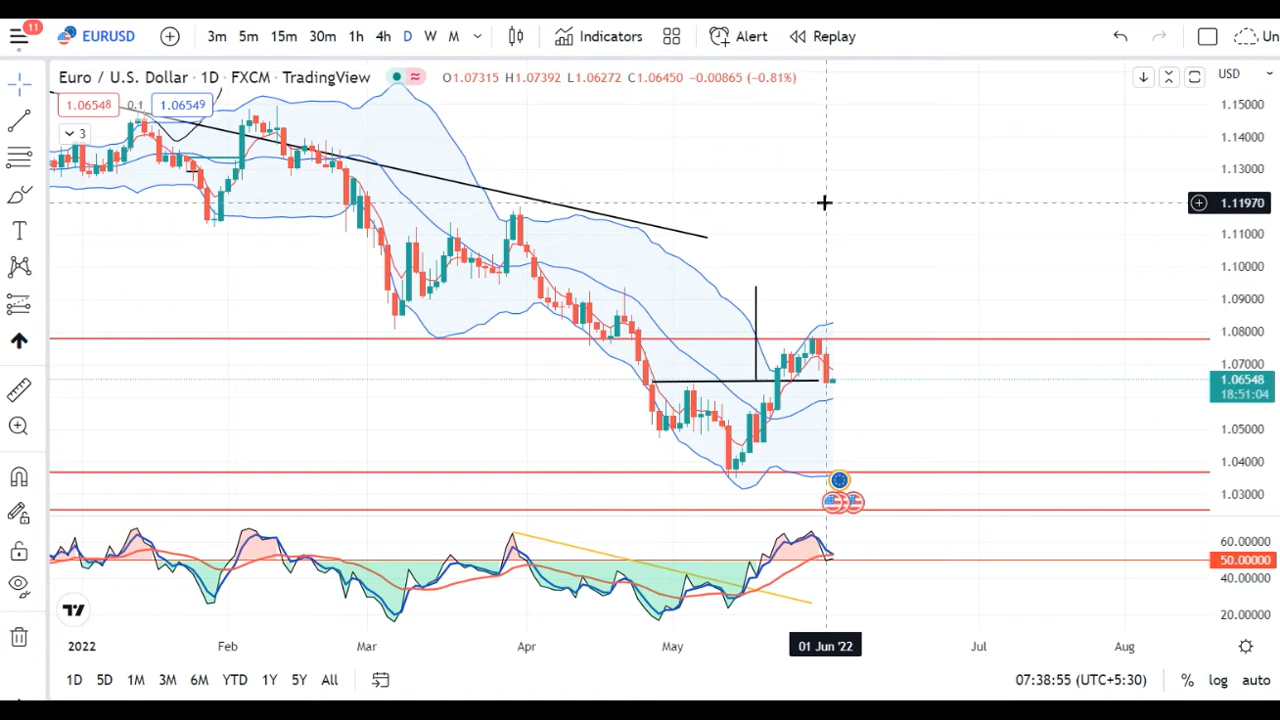 11
EURUSD
3m 5m 15m 30m 1h 4h D W M
Indicators
Alert
Replay
Un
Euro / U.S. Dollar · 1D · FXCM · TradingView
O1.07315 H1.07392 L1.06272 C1.06450 −0.00865 (−0.81%)
USD
1.06548 0.1 1.06549
3
1.15000
1.14000
1.13000
1.11970
1.11000
1.10000
1.09000
1.08000
1.07000
1.06548
18:51:04
1.05000
1.04000
1.03000
60.00000
50.00000
40.00000
20.00000
2022 Feb Mar Apr May 01 Jun '22 Jul Aug
1D 5D 1M 3M 6M YTD 1Y 5Y All
07:38:55 (UTC+5:30) % log auto